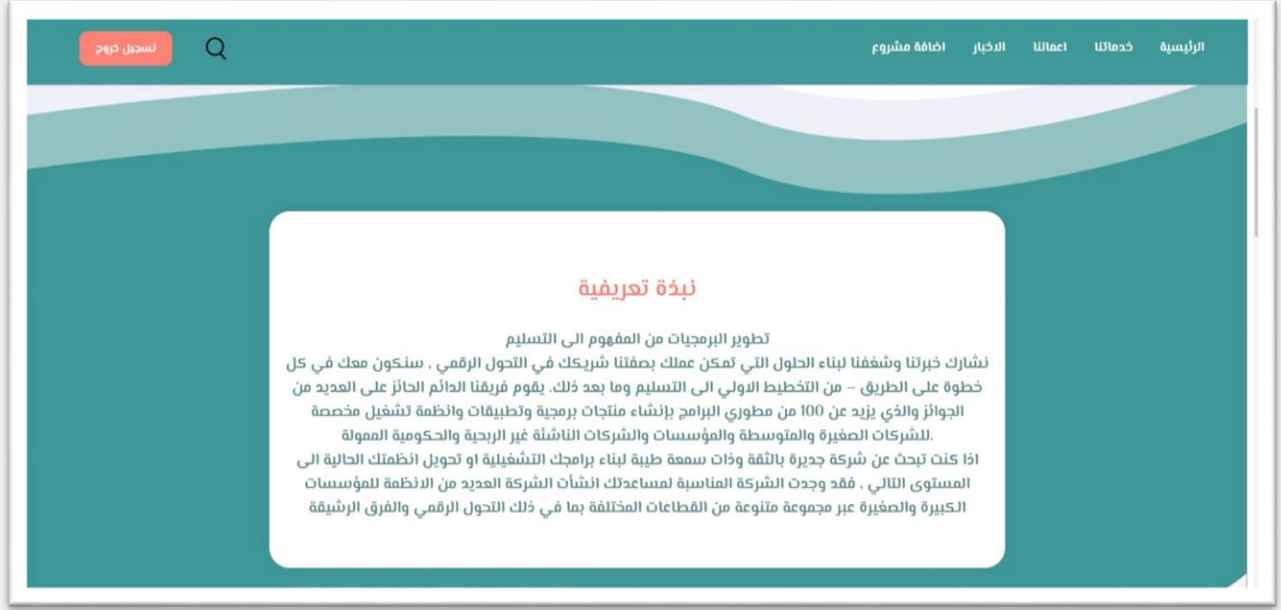 الرئيسية
خدماتنا
اعمالنا
الاخبار
اضافة مشروع
تسجيل خروج
نبذة تعريفية
تطوير البرمجيات من المفهوم الى التسليم
نشارك خبرتنا وشغفنا لبناء الحلول التي تمكن عملك بصفتنا شريكك في التحول الرقمي , سنكون معك في كل
خطوة على الطريق – من التخطيط الاولي الى التسليم وما بعد ذلك. يقوم فريقنا الدائم الحائز على العديد من
الجوائز والذي يزيد عن 100 من مطوري البرامج بإنشاء منتجات برمجية وتطبيقات وانظمة تشغيل مخصصة
.للشركات الصغيرة والمتوسطة والمؤسسات والشركات الناشئة غير الربحية والحكومية الممولة
اذا كنت تبحث عن شركة جديرة بالثقة وذات سمعة طيبة لبناء برامجك التشغيلية او تحويل انظمتك الحالية الى
المستوى التالي , فقد وجدت الشركة المناسبة لمساعدتك انشأت الشركة العديد من الانظمة للمؤسسات
الكبيرة والصغيرة عبر مجموعة متنوعة من القطاعات المختلفة بما في ذلك التحول الرقمي والفرق الرشيقة